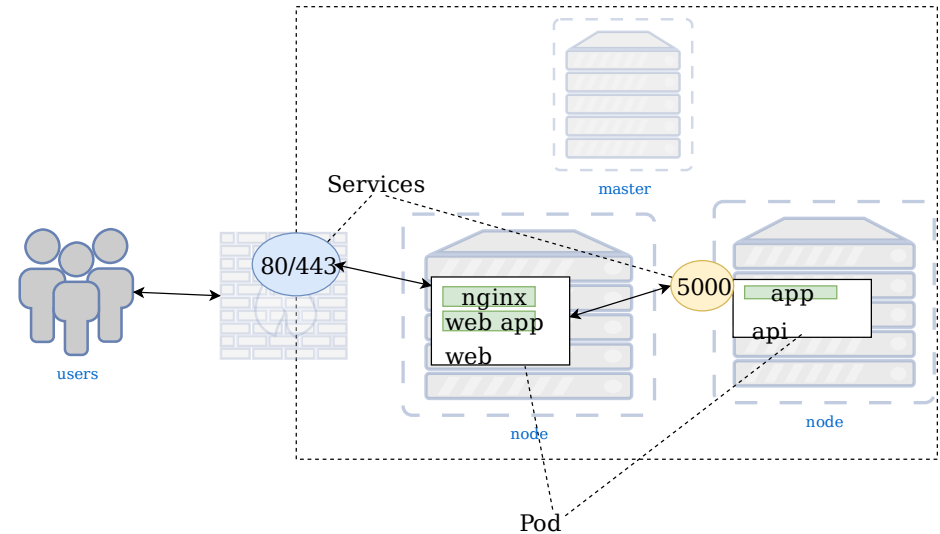 master
Services
80/443
nginx
web app
web
5000
app
api
users
node
node
Pod